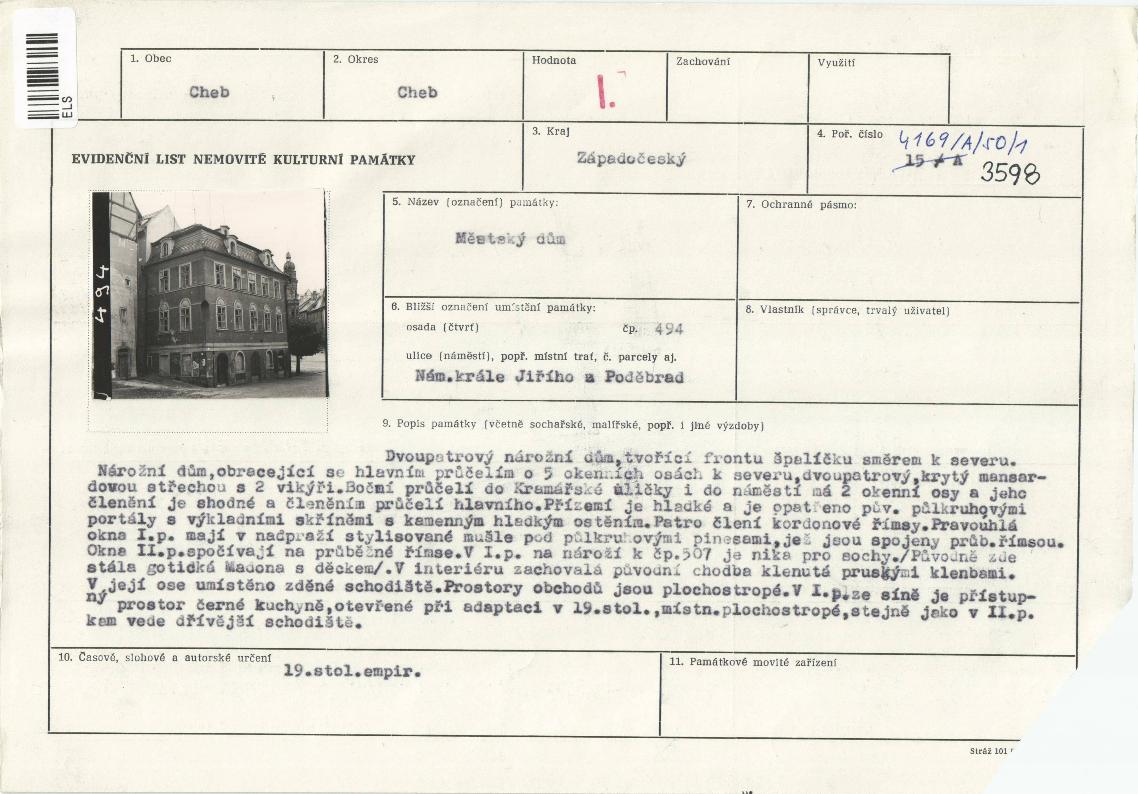 ELS
1. Obec
Cheb
2. Okres
Cheb
Hodnota
I.
Zachování
Využití
EVIDENČNÍ LIST NEMOVITÉ KULTURNÍ PAMÁTKY
3. Kraj
Západočeský
4. Poř. číslo
4169/A/50/1
3598
494
5. Název (označení) památky:
Městský dům
7. Ochranné pásmo:
6. Bližší označení umístění památky:
osada (čtvrť) čp. 494
ulice (náměstí), popř. místní trať, č. parcely aj.
Nám.krále Jiřího z Poděbrad
8. Vlastník (správce, trvalý uživatel)
9. Popis památky (včetně sochařské, malířské, popř. i jiné výzdoby)
Dvoupatrový nárožní dům,tvořící frontu špalíčku směrem k severu.
Nárožní dům,obracející se hlavním průčelím o 5 okenních osách k severu,dvoupatrový,krytý mansar-
dovou střechou s 2 vikýři.Boční průčelí do Kramářské uličky i do náměstí má 2 okenní osy a jeho
členění je shodné a členěním průčelí hlavního.Přízemí je hladké a je opatřeno pův. půlkruhovými
portály s výkladními skříněmi s kamenným hladkým ostěním.Patro člení kordonové římsy.Pravouhlá
okna I.p. mají v nadpraží stylisované mušle pod půlkruhovými pinesami,jež jsou spojeny průb.římsou.
Okna II.p.spočívají na průběžné římse.V I.p. na nároží k čp.507 je nika pro sochy./Původně zde
stála gotická Madona s děckem/.V interiéru zachovalá původní chodba klenutá pruskými klenbami.
V její ose umístěno zděné schodiště.Prostory obchodů jsou plochostropé.V I.p.ze síně je přístup-
ný prostor černé kuchyně,otevřené při adaptaci v 19.stol.,místn.plochostropé,stejně jako v II.p.
kam vede dřívější schodiště.
10. Časové, slohové a autorské určení
19.stol.empir.
11. Památkové movité zařízení
Stráž 101